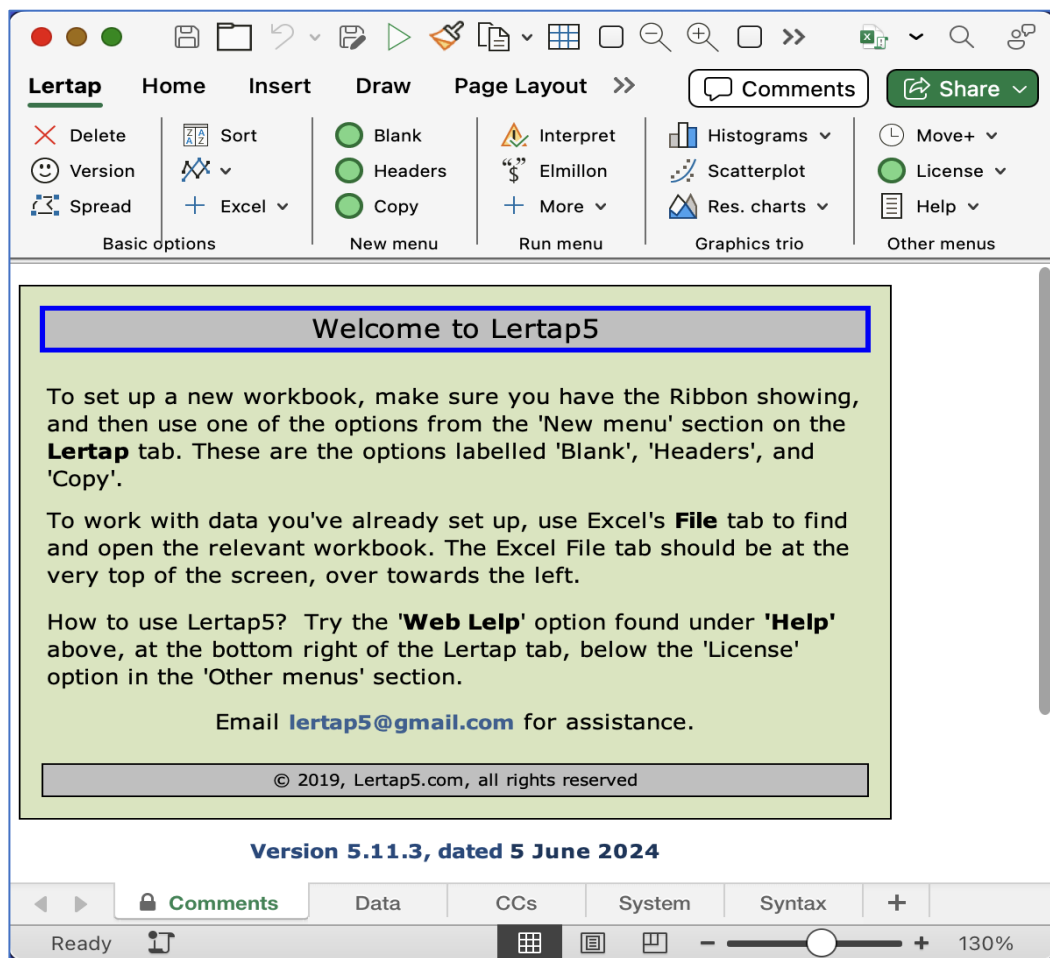 Lertap Home Insert Draw Page Layout >> Comments Share
Delete Sort Blank Interpret Histograms Move+
Version Headers Elmillon Scatterplot License
Spread Excel Copy More Res. charts Help
Basic options New menu Run menu Graphics trio Other menus
Welcome to Lertap5
To set up a new workbook, make sure you have the Ribbon showing,
and then use one of the options from the 'New menu' section on the
Lertap tab. These are the options labelled 'Blank', 'Headers', and
'Copy'.
To work with data you've already set up, use Excel's File tab to find
and open the relevant workbook. The Excel File tab should be at the
very top of the screen, over towards the left.
How to use Lertap5?  Try the 'Web Lelp' option found under 'Help'
above, at the bottom right of the Lertap tab, below the 'License'
option in the 'Other menus' section.
Email lertap5@gmail.com for assistance.
© 2019, Lertap5.com, all rights reserved
Version 5.11.3, dated 5 June 2024
Comments Data CCs System Syntax +
Ready − + 130%